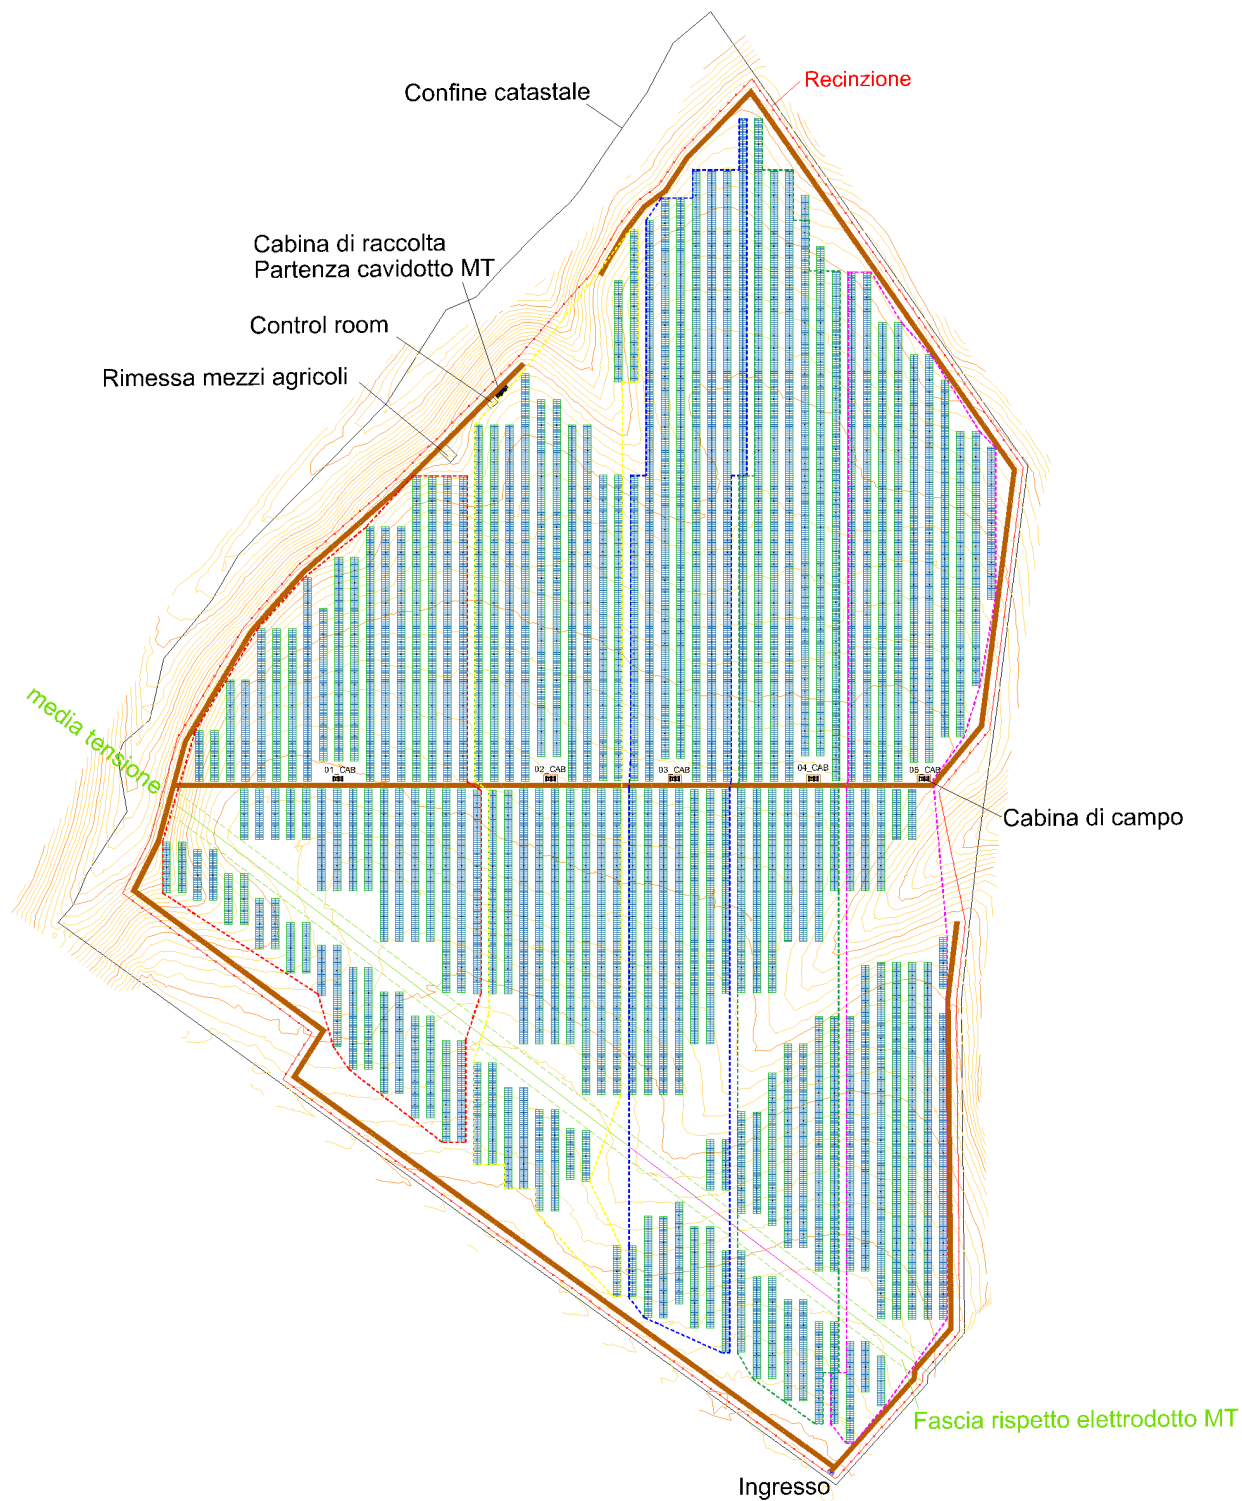 Recinzione
Confine catastale
Cabina di raccolta
Partenza cavidotto MT
Control room
Rimessa mezzi agricoli
media tensione
01_CAB
02_CAB
03_CAB
04_CAB
05_CAB
Cabina di campo
Fascia rispetto elettrodotto MT
Ingresso